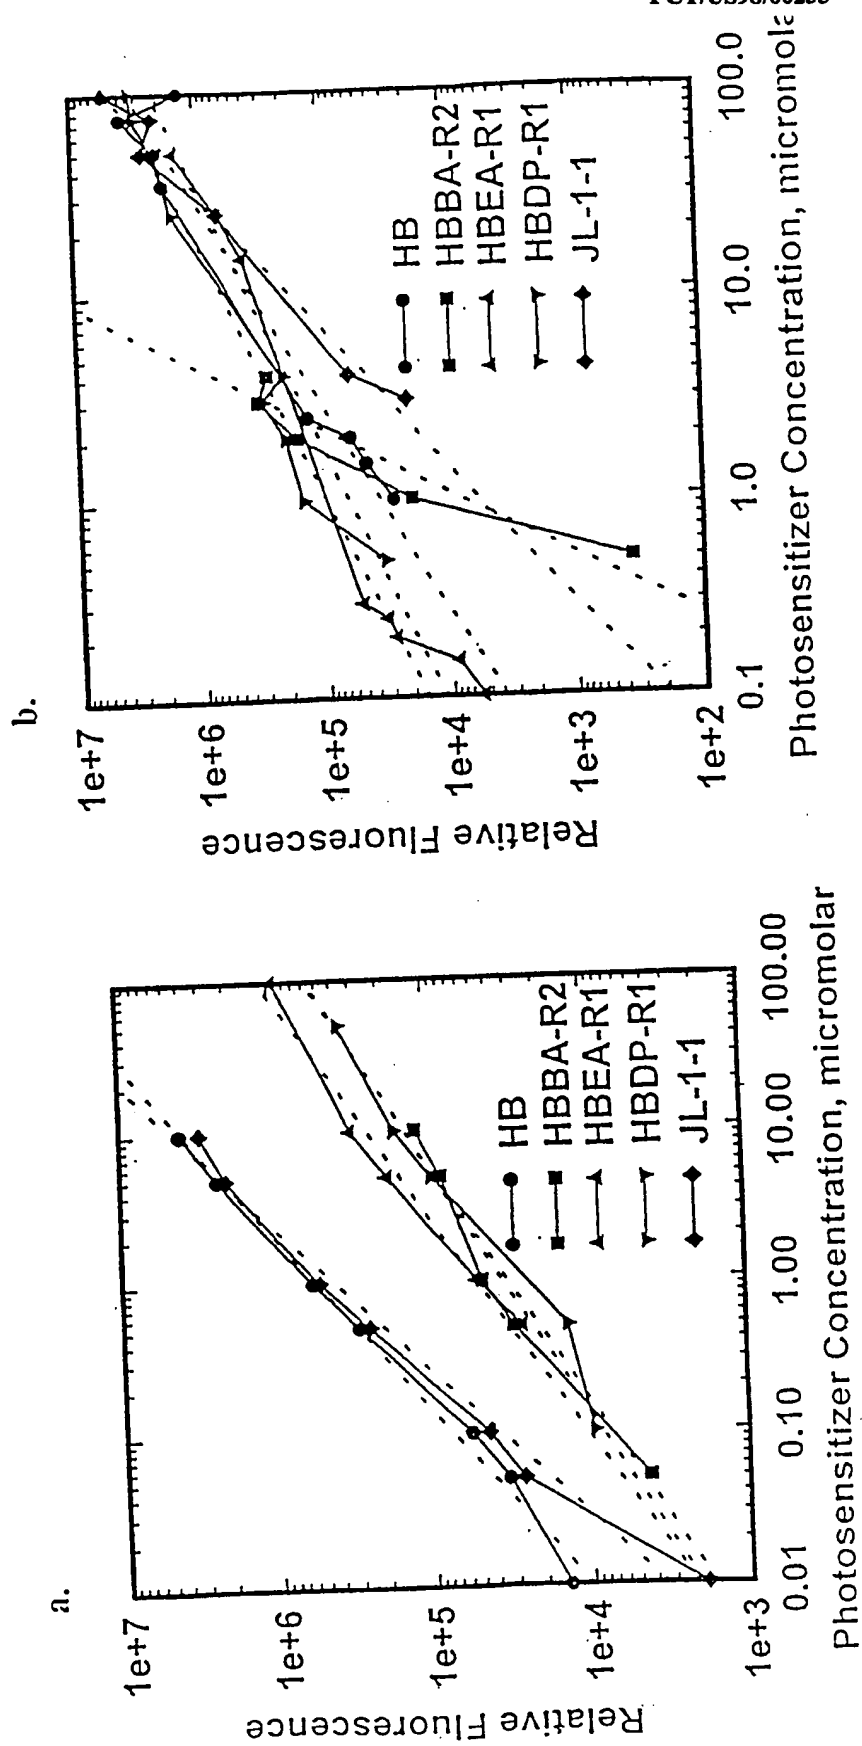 a.
Relative Fluorescence
1e+7
1e+6
1e+5
1e+4
1e+3
0.01
0.10
1.00
10.00
100.00
Photosensitizer Concentration, micromolar
HB
HBBA-R2
HBEA-R1
HBDP-R1
JL-1-1
b.
Relative Fluorescence
1e+7
1e+6
1e+5
1e+4
1e+3
1e+2
0.1
1.0
10.0
100.0
Photosensitizer Concentration, micromola
HB
HBBA-R2
HBEA-R1
HBDP-R1
JL-1-1